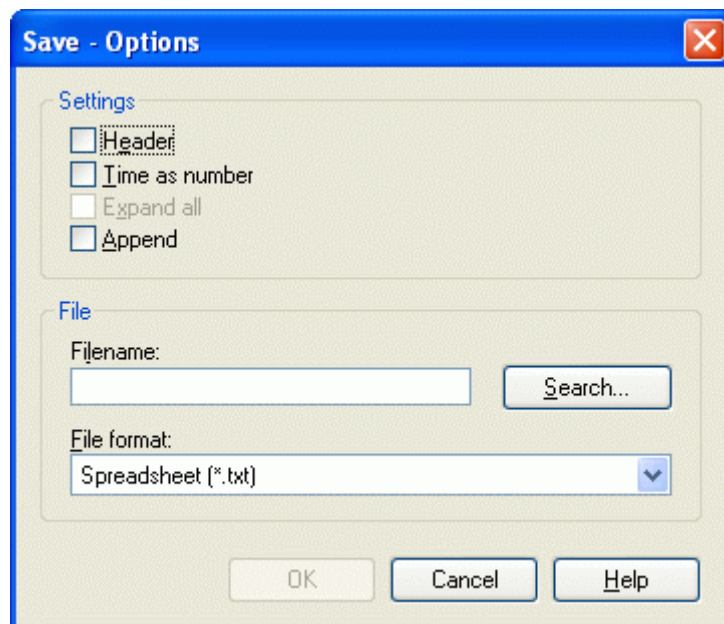 Save - Options
Settings
Header
Time as number
Expand all
Append
File
Filename:
Search...
File format:
Spreadsheet (*.txt)
OK
Cancel
Help